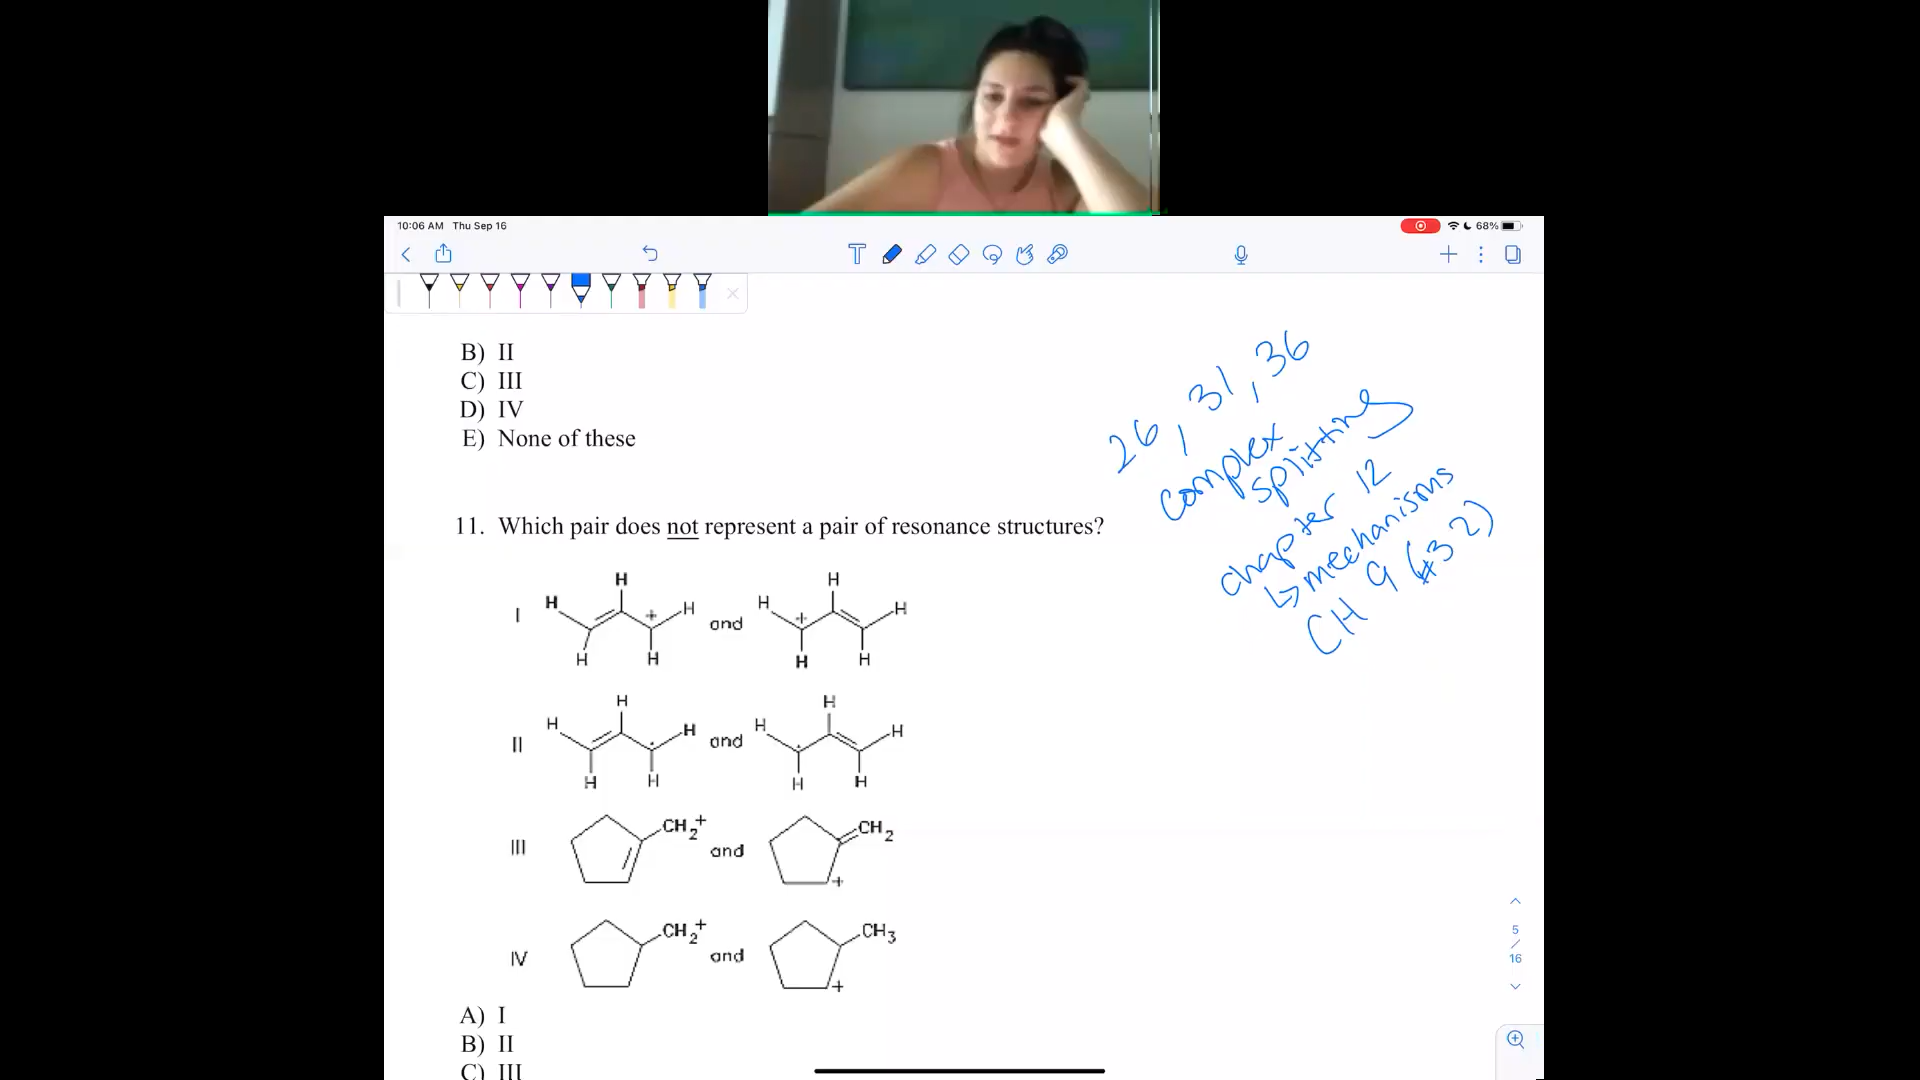 10:06 AM Thu Sep 16
68%
T
B) II
C) III
D) IV
E) None of these
26, 31, 36
complex
splitting
chapter 12
↳ mechanisms
CH 9 (#32)
11. Which pair does not represent a pair of resonance structures?
I H H + H H H and H + H H H H
II H H H H H and H H H H H
III CH2+ and CH2 +
IV CH2+ and CH3 +
5
/
16
A) I
B) II
C) III